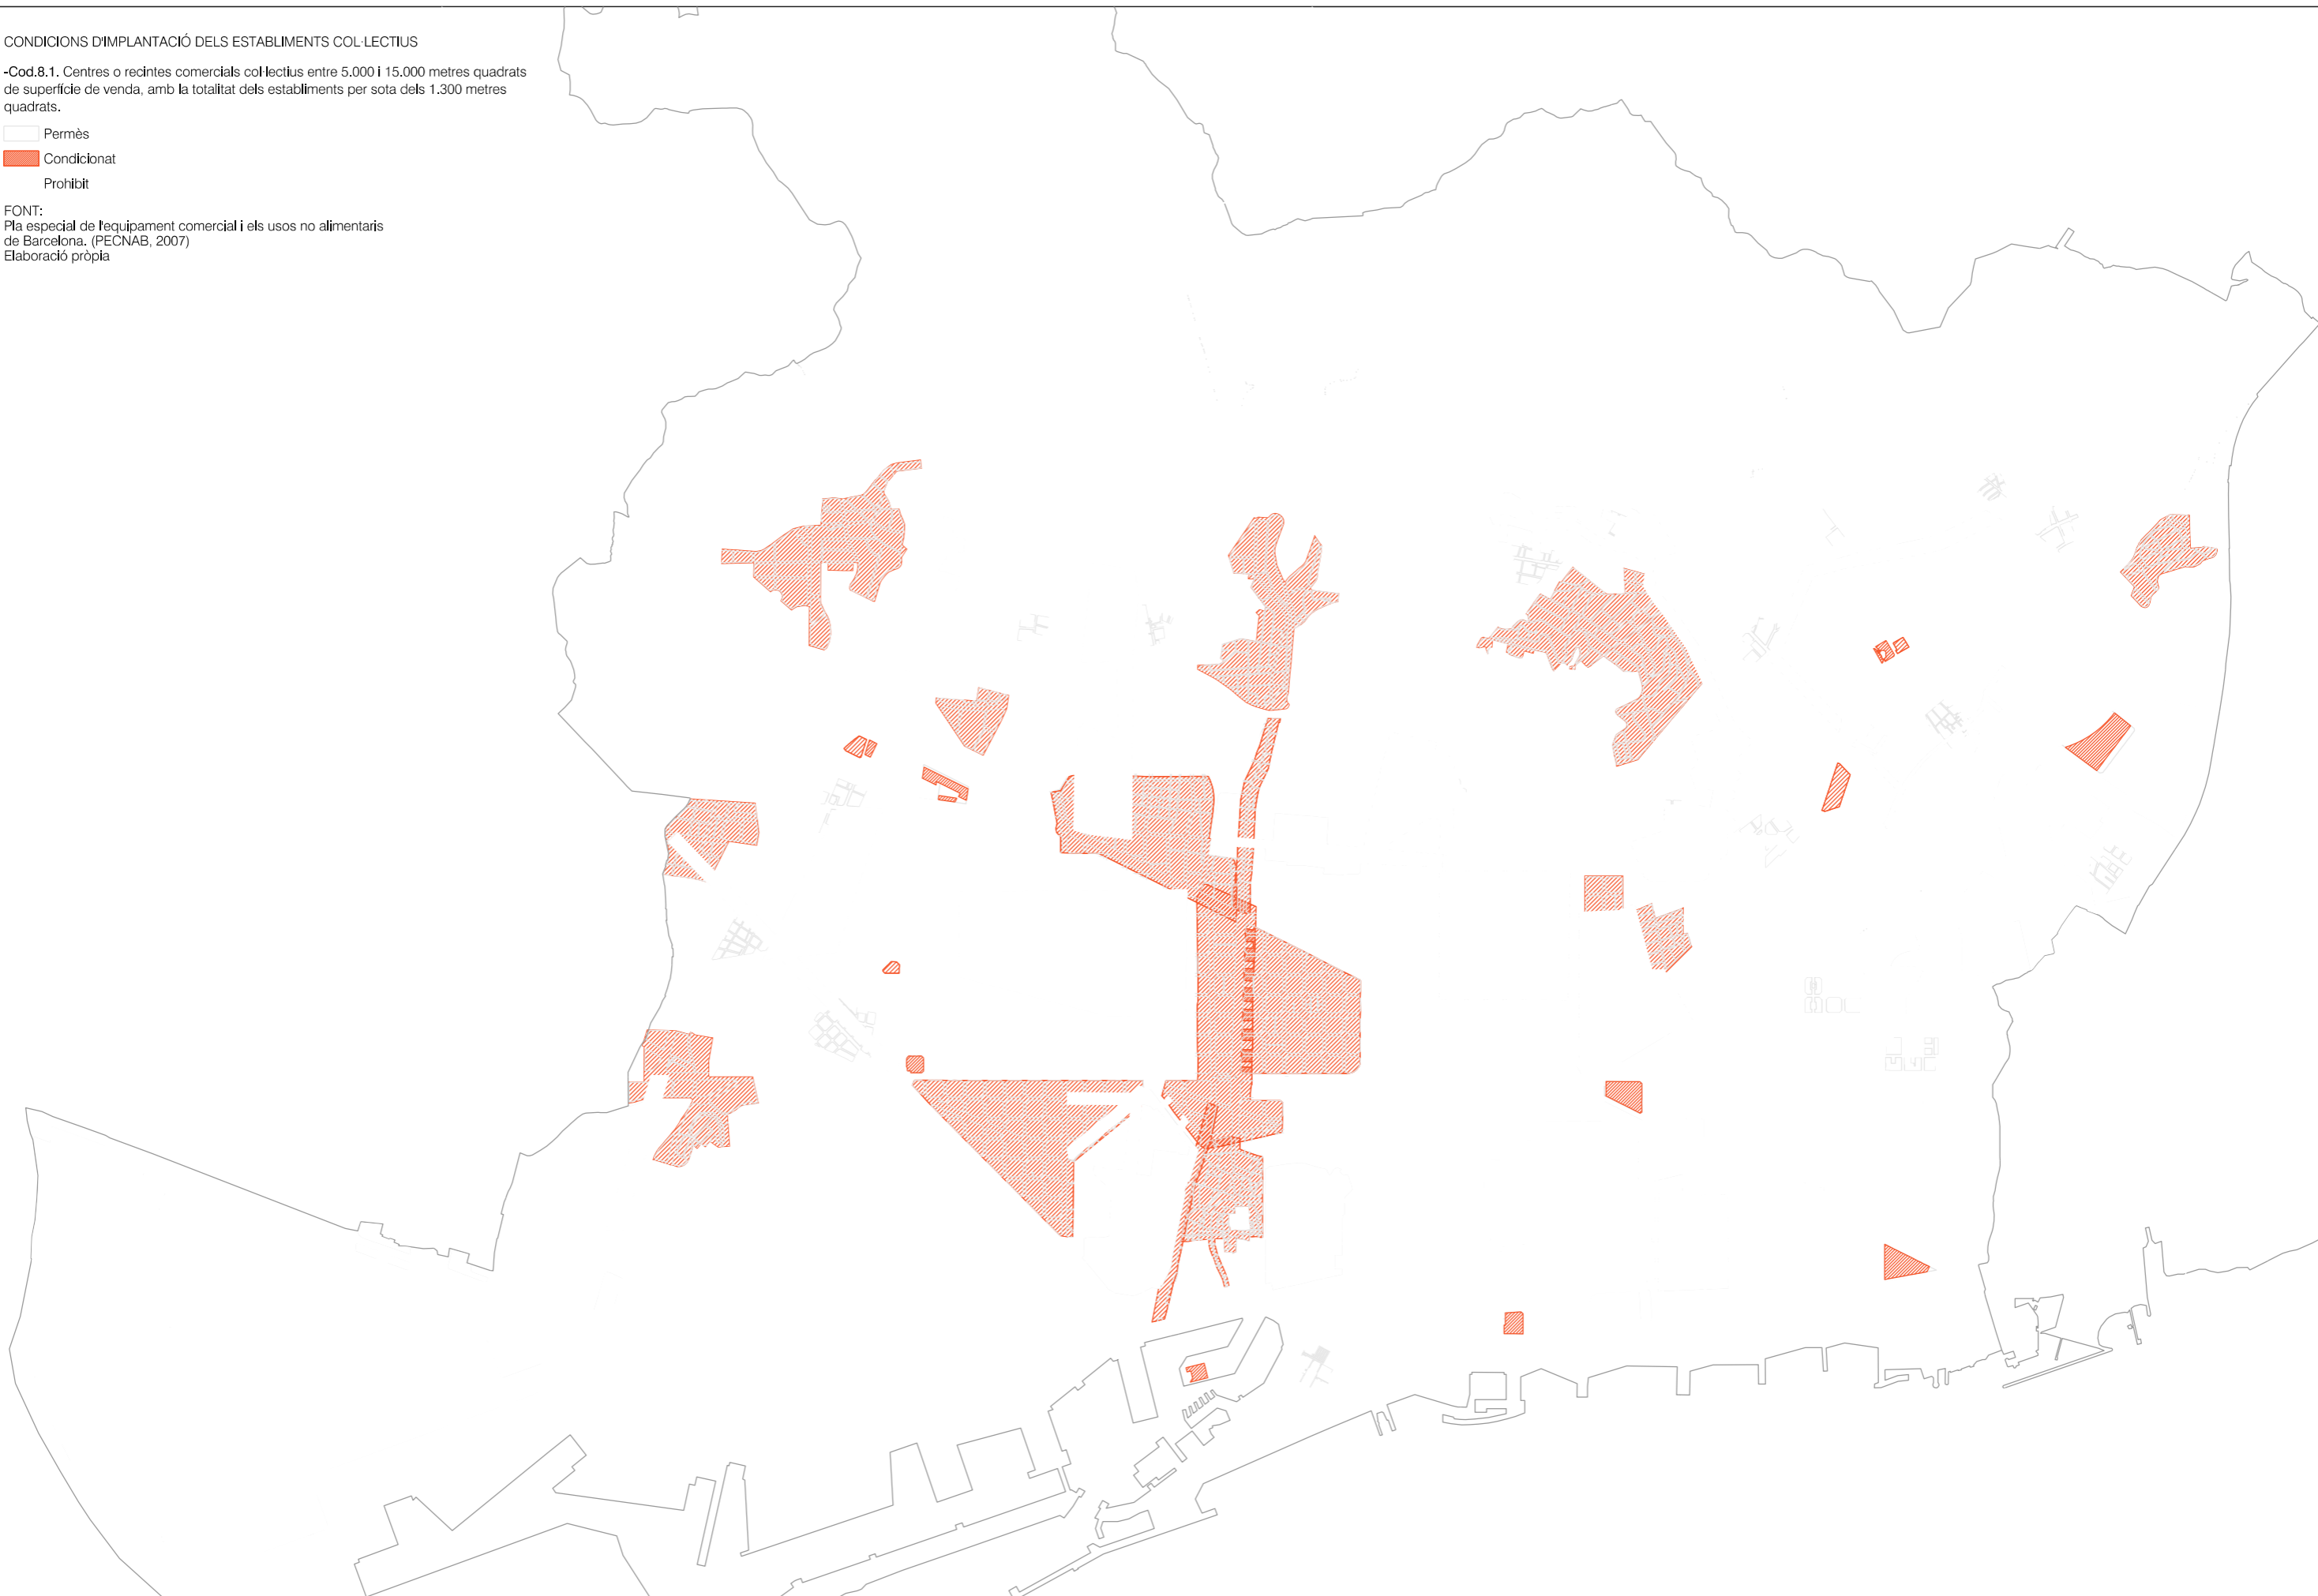 CONDICIONS D'IMPLANTACIÓ DELS ESTABLIMENTS COL·LECTIUS
-Cod.8.1. Centres o recintes comercials col·lectius entre 5.000 i 15.000 metres quadrats
de superfície de venda, amb la totalitat dels establiments per sota dels 1.300 metres
quadrats.
Permès
Condicionat
Prohibit
FONT:
Pla especial de l'equipament comercial i els usos no alimentaris
de Barcelona. (PECNAB, 2007)
Elaboració pròpia